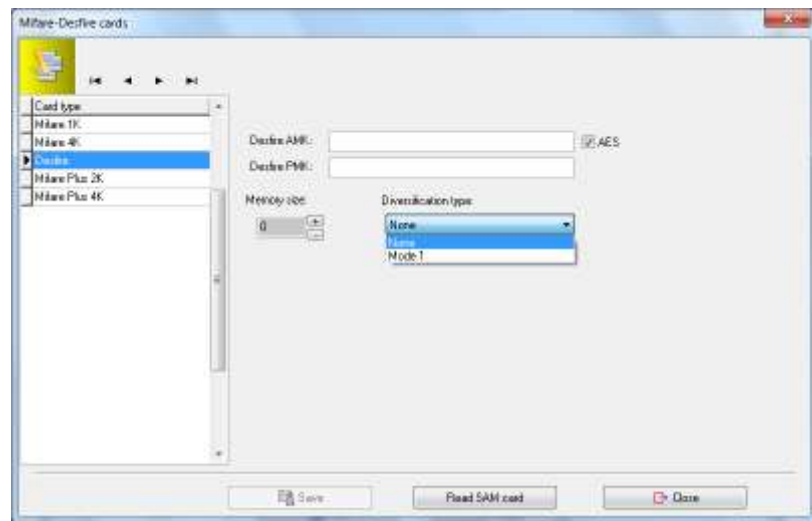 Mifare-Desfire cards
Card type
Mifare 1K
Mifare 4K
Desfire
Mifare Plus 2K
Mifare Plus 4K
Desfire AMK:
AES
Desfire PMK:
Memory size:
Diversification type:
0
+
-
None
None
Mode 1
Save
Read SAM card
Close